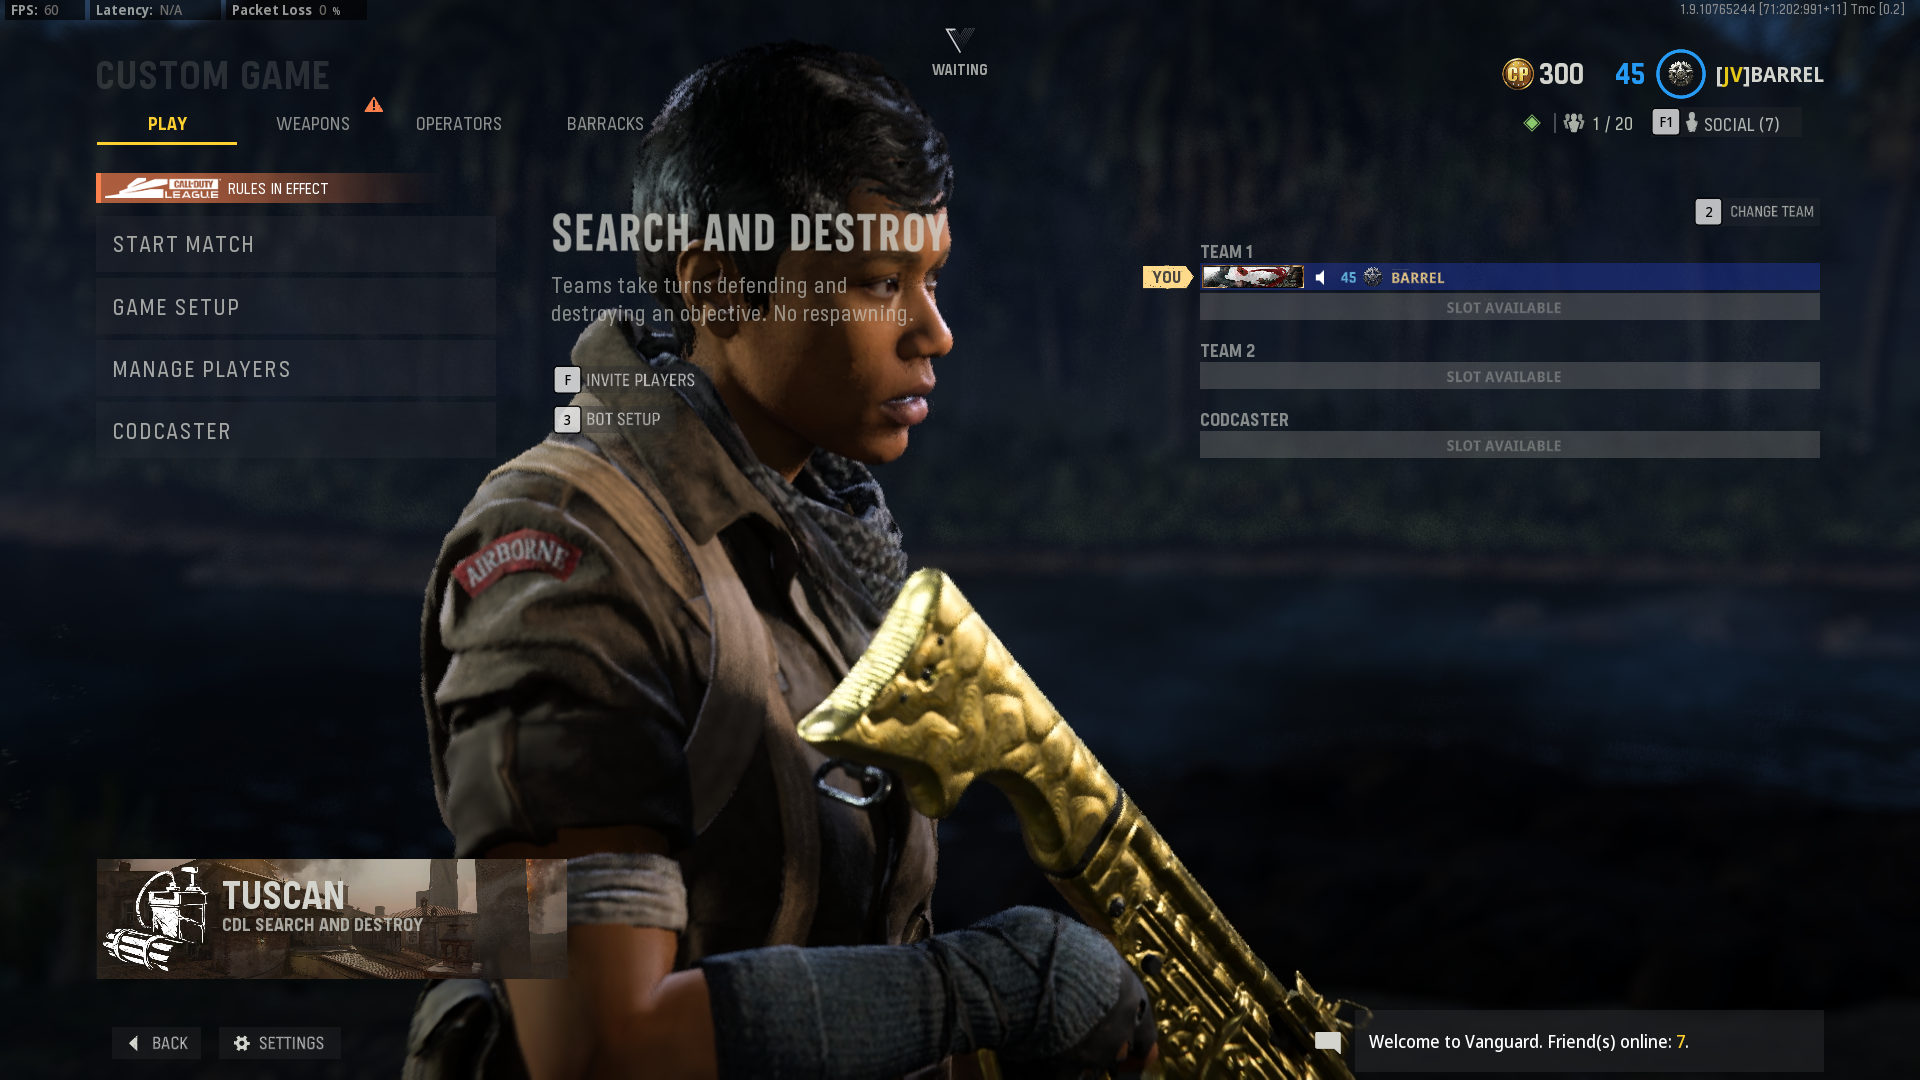 FPS: 60 Latency: N/A Packet Loss 0 %
1.9.10765244 [71:202:991+11] Tmc [0.2]
WAITING
CUSTOM GAME
CP 300 45 [JV]BARREL
PLAY WEAPONS OPERATORS BARRACKS
1 / 20 F1 SOCIAL (7)
CALL OF DUTY LEAGUE RULES IN EFFECT
START MATCH
GAME SETUP
MANAGE PLAYERS
CODCASTER
SEARCH AND DESTROY
Teams take turns defending and
destroying an objective. No respawning.
F INVITE PLAYERS
3 BOT SETUP
2 CHANGE TEAM
TEAM 1
YOU 45 BARREL
SLOT AVAILABLE
TEAM 2
SLOT AVAILABLE
CODCASTER
SLOT AVAILABLE
AIRBORNE
TUSCAN
CDL SEARCH AND DESTROY
BACK SETTINGS
Welcome to Vanguard. Friend(s) online: 7.